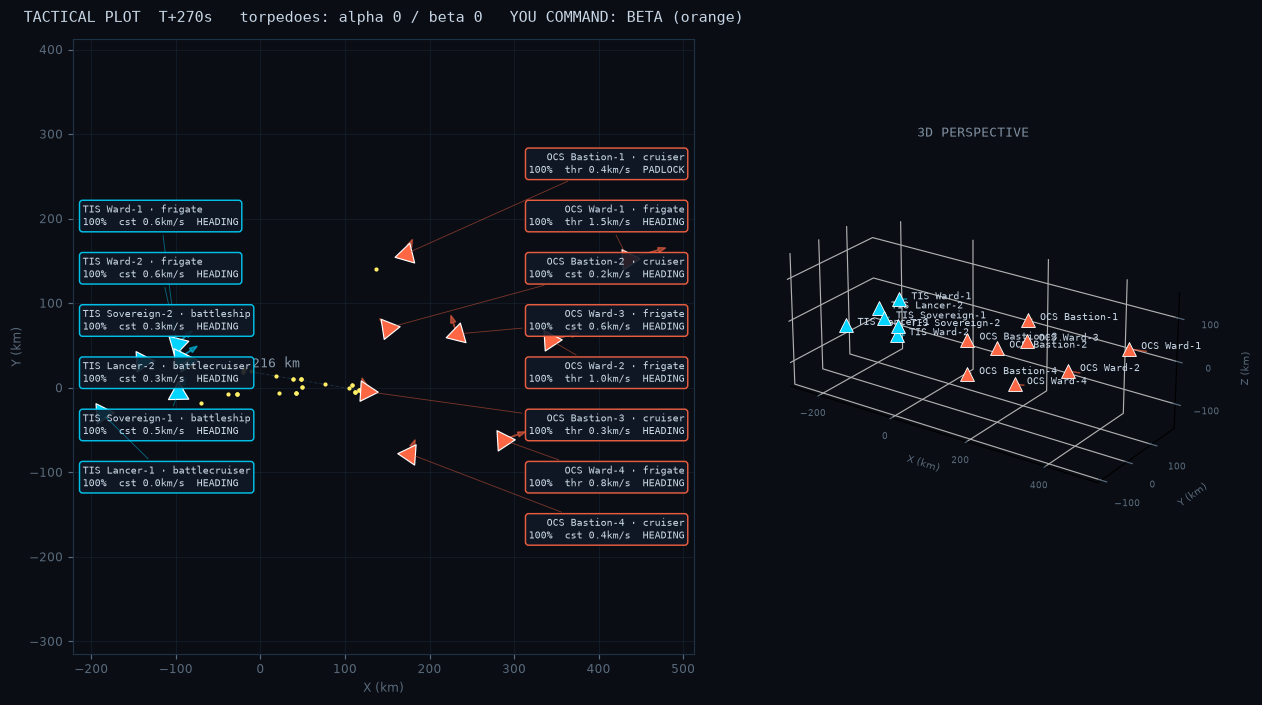 TACTICAL PLOT  T+270s   torpedoes: alpha 0 / beta 0   YOU COMMAND: BETA (orange)
3D PERSPECTIVE
Y (km)
400
300
200
100
0
−100
−200
−300
−200
−100
0
100
200
300
400
500
X (km)
TIS Ward-1 · frigate
100%  cst 0.6km/s  HEADING
TIS Ward-2 · frigate
100%  cst 0.6km/s  HEADING
TIS Sovereign-2 · battleship
100%  cst 0.3km/s  HEADING
TIS Lancer-2 · battlecruiser
100%  cst 0.3km/s  HEADING
TIS Sovereign-1 · battleship
100%  cst 0.5km/s  HEADING
TIS Lancer-1 · battlecruiser
100%  cst 0.0km/s  HEADING
216 km
OCS Bastion-1 · cruiser
100%  thr 0.4km/s  PADLOCK
OCS Ward-1 · frigate
100%  thr 1.5km/s  HEADING
OCS Bastion-2 · cruiser
100%  cst 0.2km/s  HEADING
OCS Ward-3 · frigate
100%  cst 0.6km/s  HEADING
OCS Ward-2 · frigate
100%  thr 1.0km/s  HEADING
OCS Bastion-3 · cruiser
100%  thr 0.3km/s  HEADING
OCS Ward-4 · frigate
100%  thr 0.8km/s  HEADING
OCS Bastion-4 · cruiser
100%  cst 0.4km/s  HEADING
TIS Ward-1
Lancer-2
TIS Sovereign-1
Sovereign-2
TIS Ward-2
OCS Bastion-1
Ward-3
OCS Bastion-2
OCS Ward-1
OCS Bastion-4
OCS Ward-2
OCS Ward-4
−200
0
200
400
X (km)
−100
0
100
Y (km)
100
0
−100
Z (km)